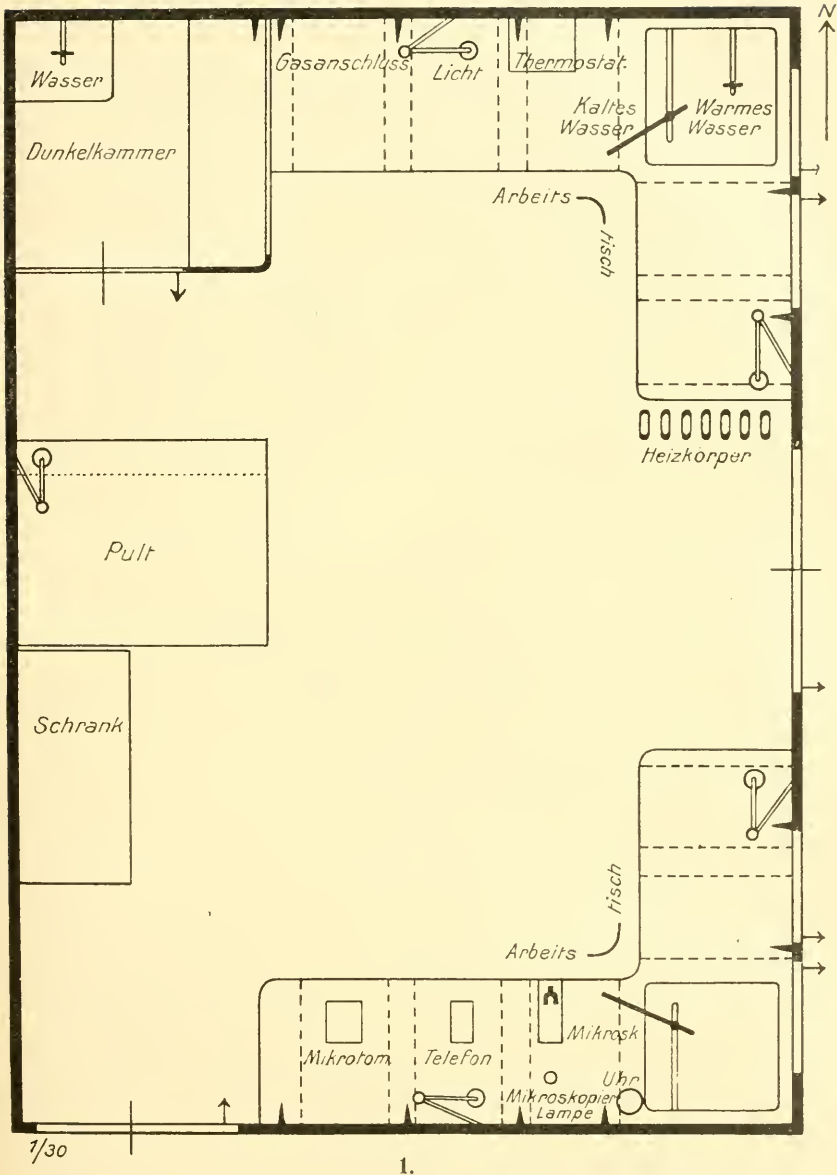 N
Wasser
Gasanschluss
Licht
Thermostat.
Kaltes
Wasser
Warmes
Wasser
Dunkelkammer
Arbeits
tisch
Heizkörper
Pult
Schrank
tisch
Arbeits
Mikrotom
Telefon
Mikrosk
Mikroskopier
Lampe
Uhr
1/30
1.